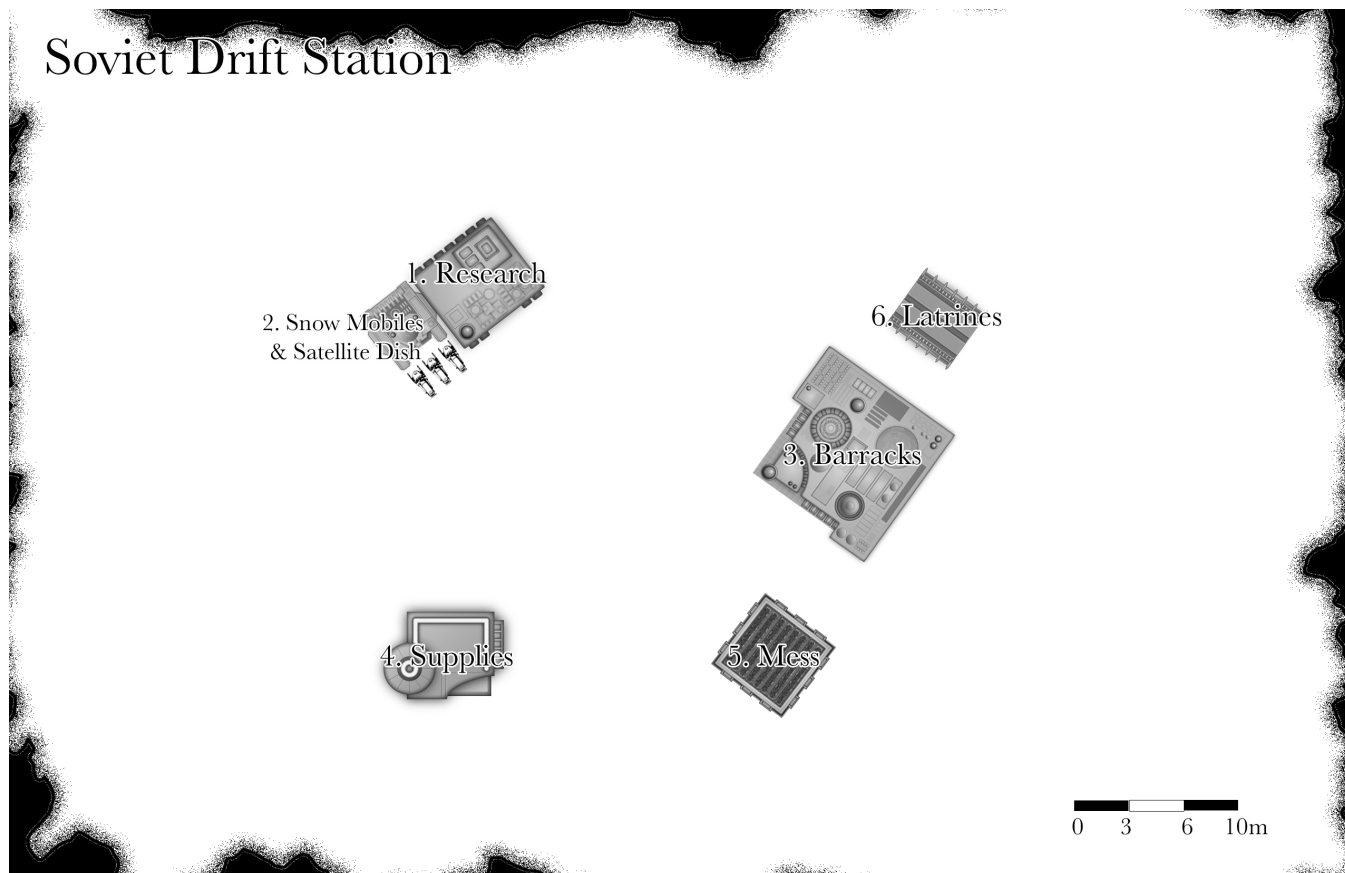 Soviet Drift Station
1. Research
2. Snow Mobiles
& Satellite Dish
6. Latrines
3. Barracks
4. Supplies
5. Mess
0 3 6 10m